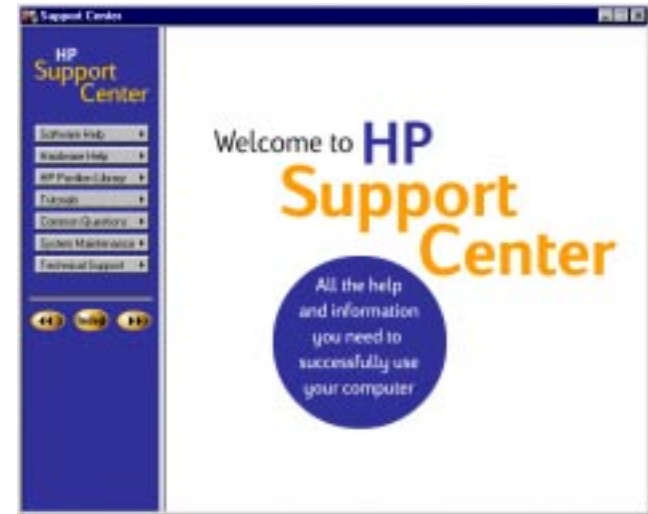 Support Center
HP
Support
Center
Software Help
Hardware Help
HP Pavilion Library
Tutorials
Common Questions
System Maintenance
Technical Support
Welcome to HP
Support
Center
All the help
and information
you need to
successfully use
your computer